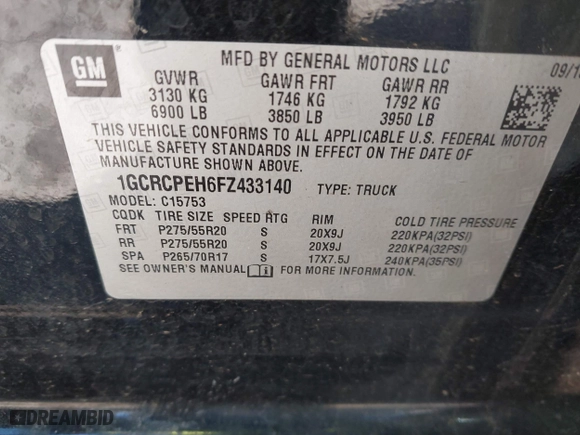 GM
MFD BY GENERAL MOTORS LLC
GVWR GAWR FRT GAWR RR 09/1
3130 KG 1746 KG 1792 KG
6900 LB 3850 LB 3950 LB
THIS VEHICLE CONFORMS TO ALL APPLICABLE U.S. FEDERAL MOTOR
VEHICLE SAFETY STANDARDS IN EFFECT ON THE DATE OF
MANUFACTURE SHOWN ABOVE.
1GCRCPEH6FZ433140 TYPE: TRUCK
MODEL: C15753
CQDK TIRE SIZE SPEED RTG RIM COLD TIRE PRESSURE
FRT P275/55R20 S 20X9J 220KPA(32PSI)
RR P275/55R20 S 20X9J 220KPA(32PSI)
SPA P265/70R17 S 17X7.5J 240KPA(35PSI)
SEE OWNER'S MANUAL FOR MORE INFORMATION.
DREAMBID